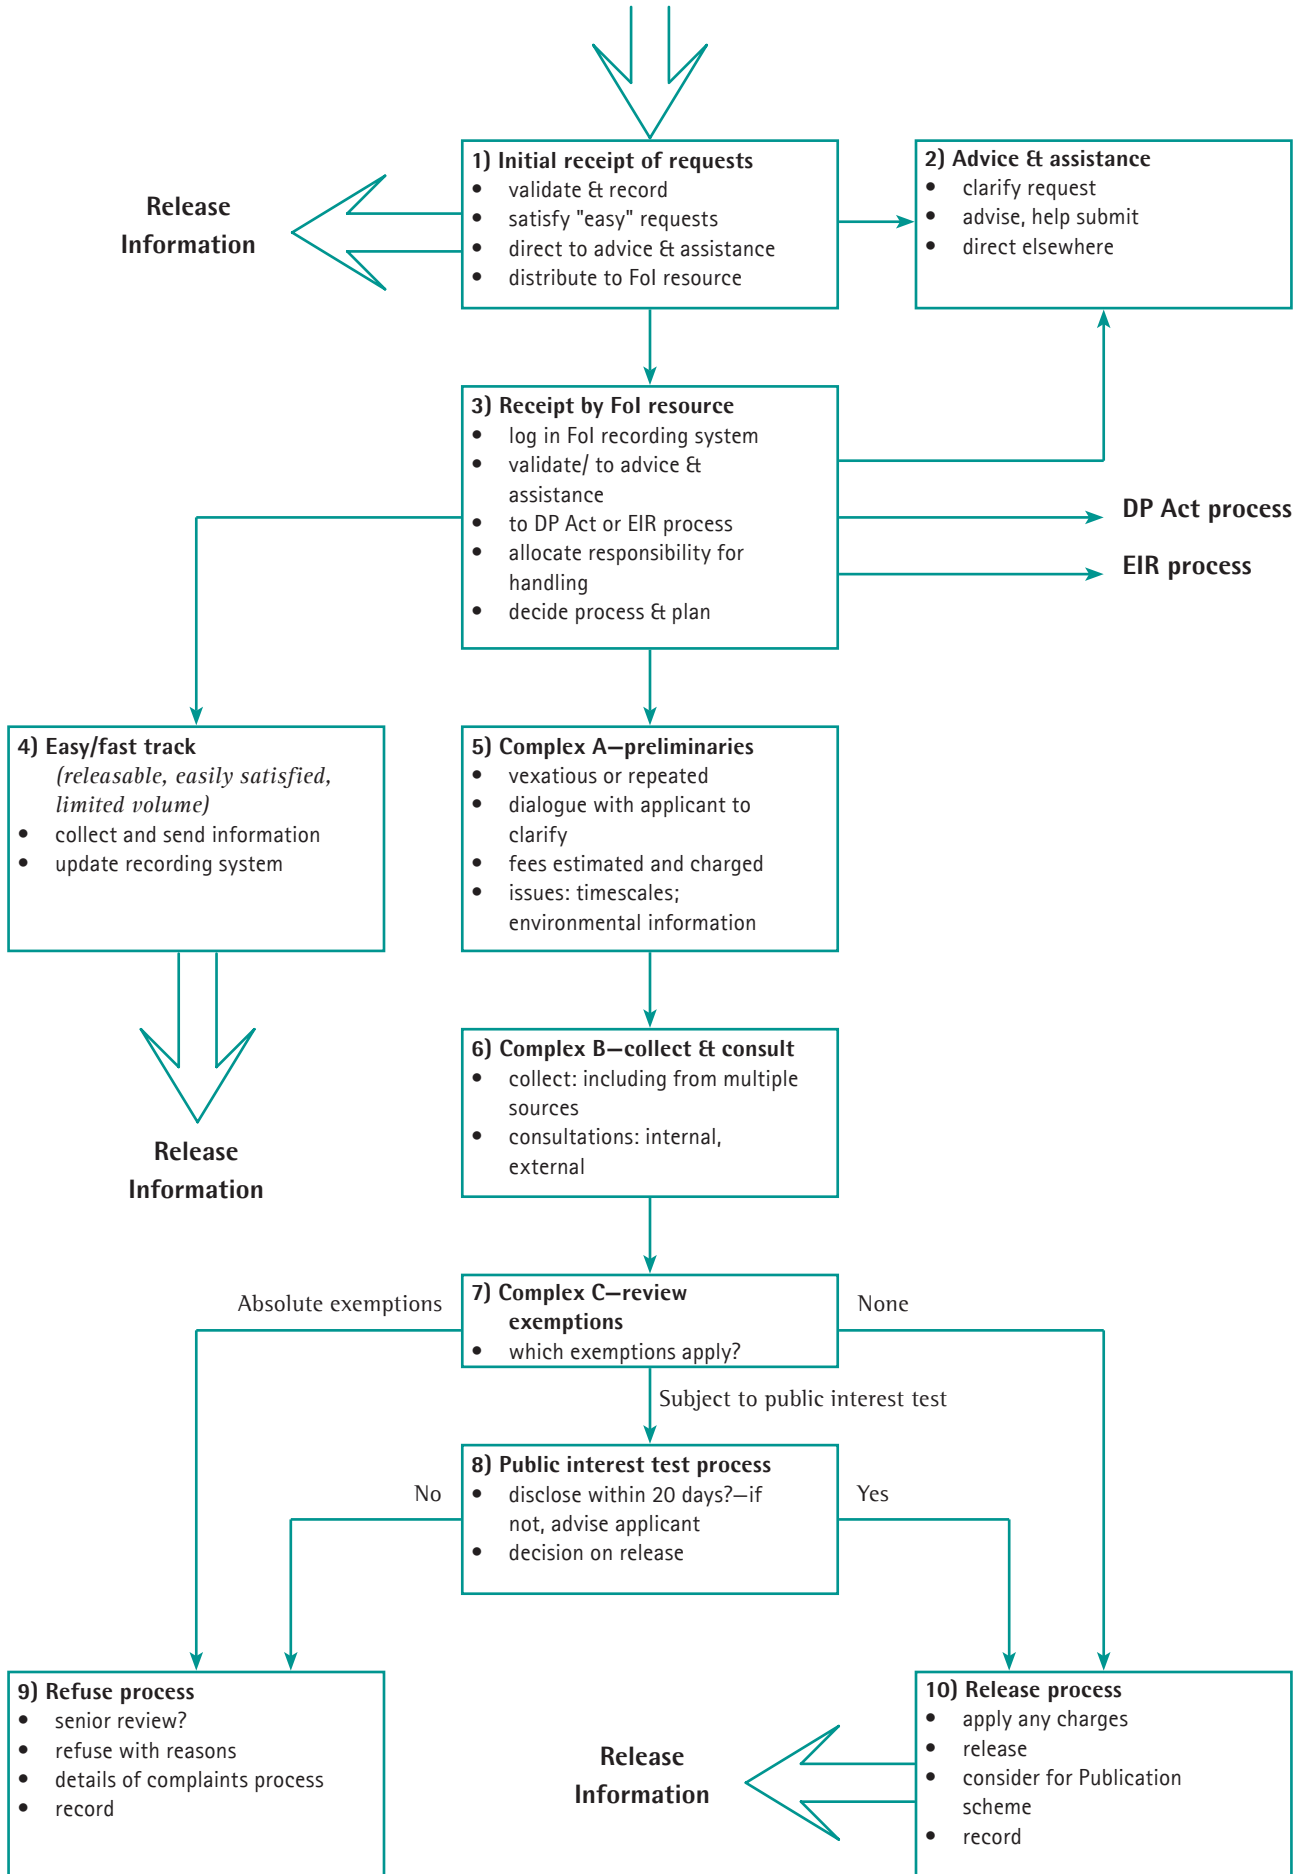 1) Initial receipt of requests
• validate & record
• satisfy "easy" requests
• direct to advice & assistance
• distribute to FoI resource
Release
Information
2) Advice & assistance
• clarify request
• advise, help submit
• direct elsewhere
3) Receipt by FoI resource
• log in FoI recording system
• validate/ to advice &
assistance
• to DP Act or EIR process
• allocate responsibility for
handling
• decide process & plan
DP Act process
EIR process
4) Easy/fast track
(releasable, easily satisfied,
limited volume)
• collect and send information
• update recording system
Release
Information
5) Complex A—preliminaries
• vexatious or repeated
• dialogue with applicant to
clarify
• fees estimated and charged
• issues: timescales;
environmental information
6) Complex B—collect & consult
• collect: including from multiple
sources
• consultations: internal,
external
Absolute exemptions
7) Complex C—review
exemptions
• which exemptions apply?
None
Subject to public interest test
No
8) Public interest test process
• disclose within 20 days?—if
not, advise applicant
• decision on release
Yes
9) Refuse process
• senior review?
• refuse with reasons
• details of complaints process
• record
Release
Information
10) Release process
• apply any charges
• release
• consider for Publication
scheme
• record